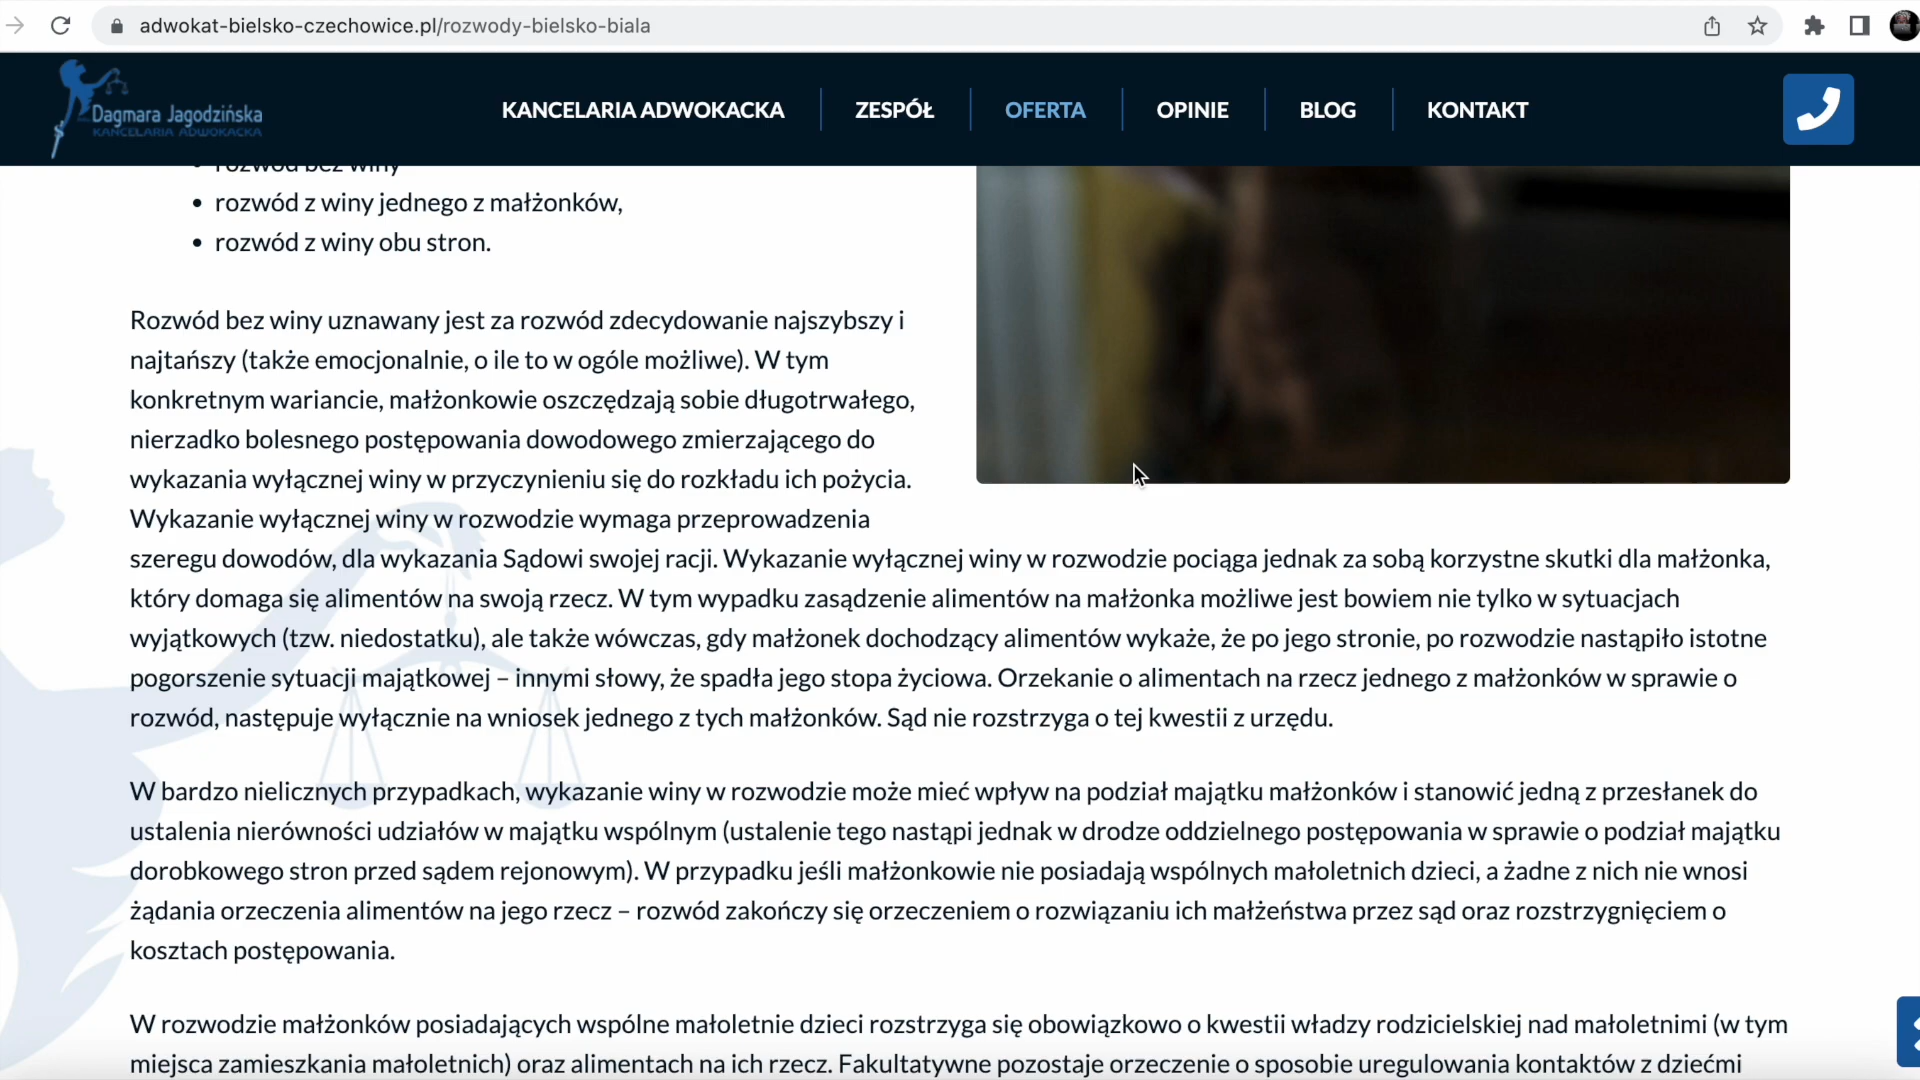 adwokat-bielsko-czechowice.pl/rozwody-bielsko-biala
Dagmara Jagodzińska
KANCELARIA ADWOKACKA
KANCELARIA ADWOKACKA
ZESPÓŁ
OFERTA
OPINIE
BLOG
KONTAKT
rozwód bez winy
rozwód z winy jednego z małżonków,
rozwód z winy obu stron.
Rozwód bez winy uznawany jest za rozwód zdecydowanie najszybszy i
najtańszy (także emocjonalnie, o ile to w ogóle możliwe). W tym
konkretnym wariancie, małżonkowie oszczędzają sobie długotrwałego,
nierzadko bolesnego postępowania dowodowego zmierzającego do
wykazania wyłącznej winy w przyczynieniu się do rozkładu ich pożycia.
Wykazanie wyłącznej winy w rozwodzie wymaga przeprowadzenia
szeregu dowodów, dla wykazania Sądowi swojej racji. Wykazanie wyłącznej winy w rozwodzie pociąga jednak za sobą korzystne skutki dla małżonka,
który domaga się alimentów na swoją rzecz. W tym wypadku zasądzenie alimentów na małżonka możliwe jest bowiem nie tylko w sytuacjach
wyjątkowych (tzw. niedostatku), ale także wówczas, gdy małżonek dochodzący alimentów wykaże, że po jego stronie, po rozwodzie nastąpiło istotne
pogorszenie sytuacji majątkowej – innymi słowy, że spadła jego stopa życiowa. Orzekanie o alimentach na rzecz jednego z małżonków w sprawie o
rozwód, następuje wyłącznie na wniosek jednego z tych małżonków. Sąd nie rozstrzyga o tej kwestii z urzędu.
W bardzo nielicznych przypadkach, wykazanie winy w rozwodzie może mieć wpływ na podział majątku małżonków i stanowić jedną z przesłanek do
ustalenia nierówności udziałów w majątku wspólnym (ustalenie tego nastąpi jednak w drodze oddzielnego postępowania w sprawie o podział majątku
dorobkowego stron przed sądem rejonowym). W przypadku jeśli małżonkowie nie posiadają wspólnych małoletnich dzieci, a żadne z nich nie wnosi
żądania orzeczenia alimentów na jego rzecz – rozwód zakończy się orzeczeniem o rozwiązaniu ich małżeństwa przez sąd oraz rozstrzygnięciem o
kosztach postępowania.
W rozwodzie małżonków posiadających wspólne małoletnie dzieci rozstrzyga się obowiązkowo o kwestii władzy rodzicielskiej nad małoletnimi (w tym
miejsca zamieszkania małoletnich) oraz alimentach na ich rzecz. Fakultatywne pozostaje orzeczenie o sposobie uregulowania kontaktów z dziećmi